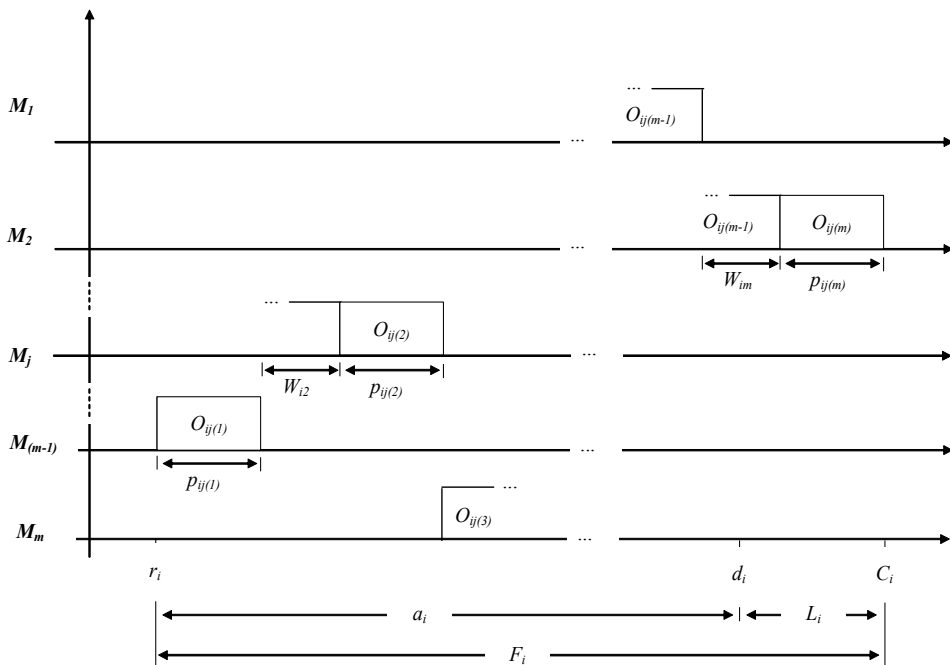 ... 
M1 Oij(m-1)
...
...
M2 Oij(m-1) Oij(m)
...
Wim pij(m)
...
Mj Oij(2)
...
Wi2 pij(2)
M(m-1) Oij(1)
...
pij(1)
...
Mm Oij(3)
...
ri di Ci
ai Li
Fi